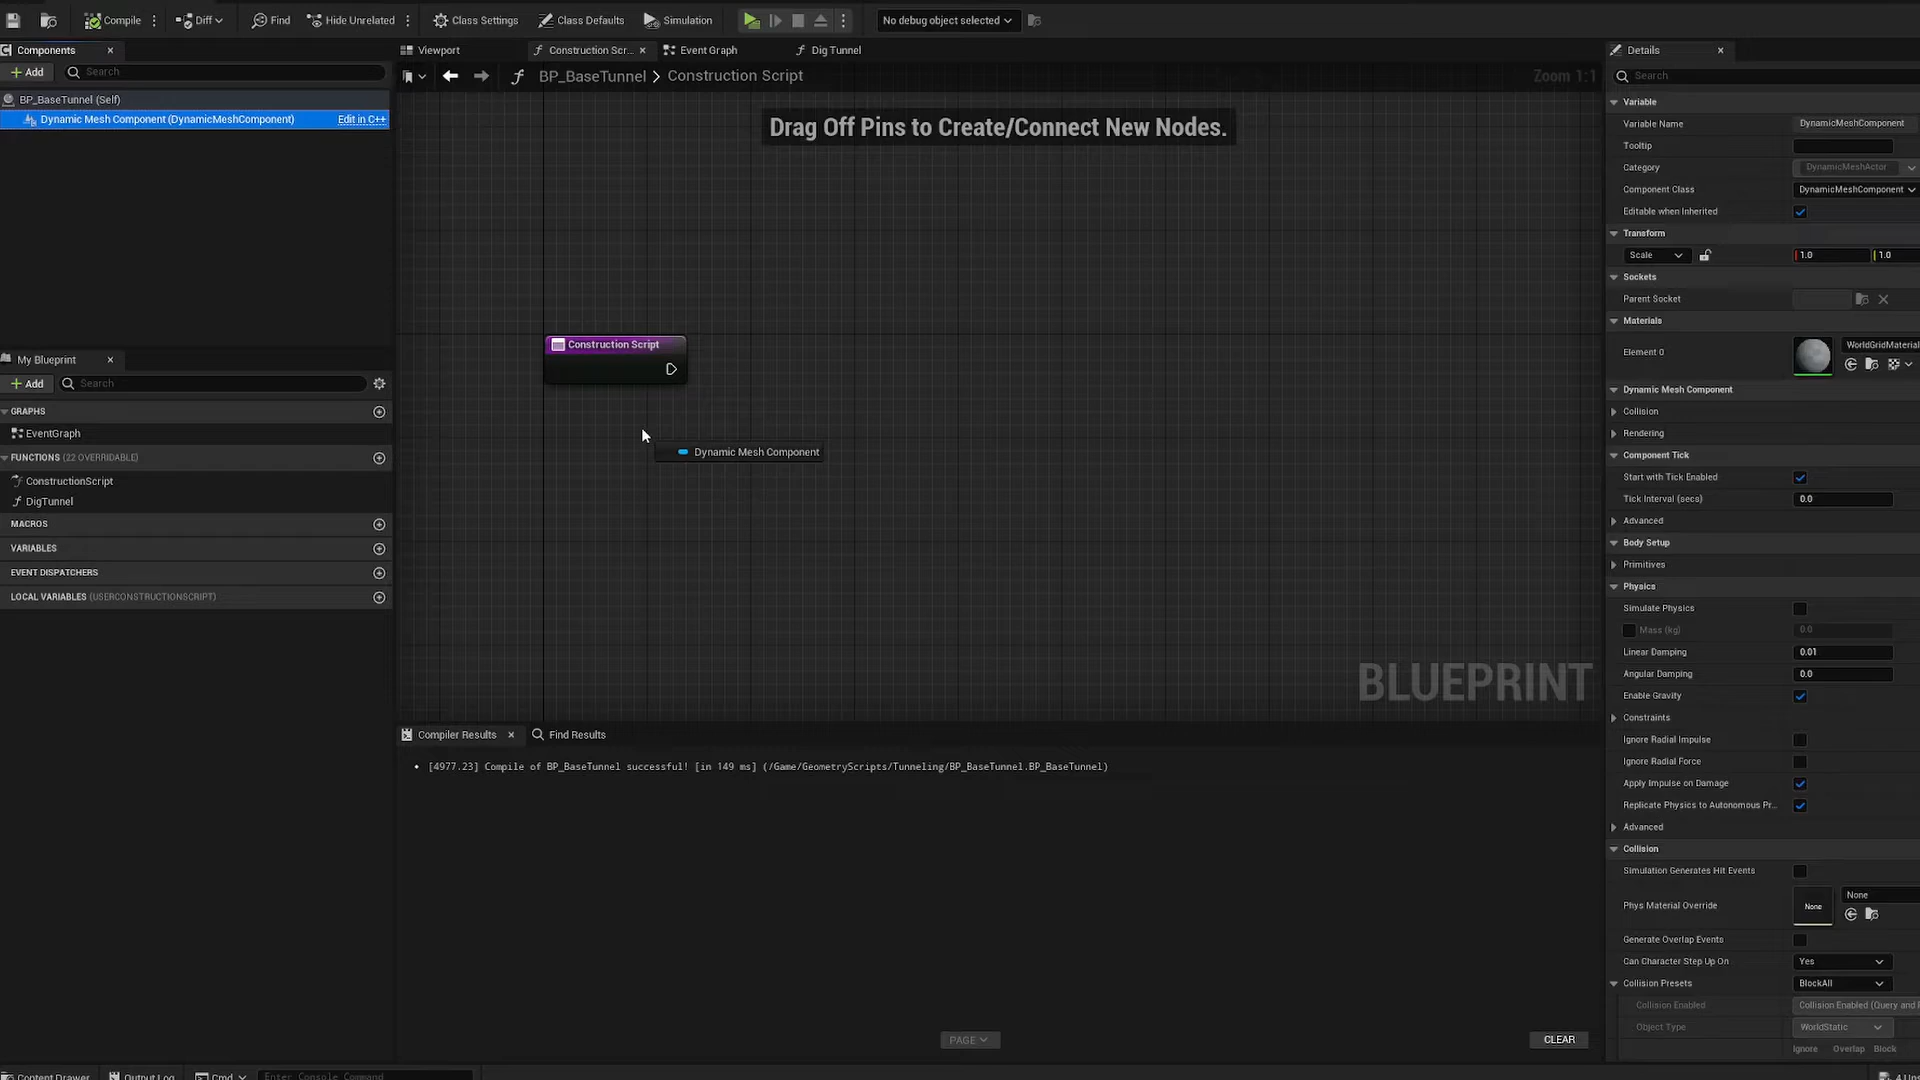 Compile
Diff
Find
Hide Unrelated
Class Settings
Class Defaults
Simulation
No debug object selected
Components
Viewport
Construction Scr...
Event Graph
Dig Tunnel
Details
Add
Search
BP_BaseTunnel > Construction Script
Zoom 1:1
Search
BP_BaseTunnel (Self)
Dynamic Mesh Component (DynamicMeshComponent)
Edit in C++
Drag Off Pins to Create/Connect New Nodes.
Construction Script
Dynamic Mesh Component
BLUEPRINT
My Blueprint
Add
Search
GRAPHS
EventGraph
FUNCTIONS (22 OVERRIDABLE)
ConstructionScript
DigTunnel
MACROS
VARIABLES
EVENT DISPATCHERS
LOCAL VARIABLES (USERCONSTRUCTIONSCRIPT)
Compiler Results
Find Results
[4977.23] Compile of BP_BaseTunnel successful! [in 149 ms] (/Game/GeometryScripts/Tunneling/BP_BaseTunnel.BP_BaseTunnel)
PAGE
CLEAR
Variable
Variable Name
DynamicMeshComponent
Tooltip
Category
DynamicMeshActor
Component Class
DynamicMeshComponent
Editable when Inherited
Transform
Scale
1.0
1.0
Sockets
Parent Socket
Materials
Element 0
WorldGridMaterial
Dynamic Mesh Component
Collision
Rendering
Component Tick
Start with Tick Enabled
Tick Interval (secs)
0.0
Advanced
Body Setup
Primitives
Physics
Simulate Physics
Mass (kg)
0.0
Linear Damping
0.01
Angular Damping
0.0
Enable Gravity
Constraints
Ignore Radial Impulse
Ignore Radial Force
Apply Impulse on Damage
Replicate Physics to Autonomous Pr...
Advanced
Collision
Simulation Generates Hit Events
Phys Material Override
None
None
Generate Overlap Events
Can Character Step Up On
Yes
Collision Presets
BlockAll
Collision Enabled
Collision Enabled (Query and P
Object Type
WorldStatic
Ignore
Overlap
Block
Content Drawer
Output Log
Cmd
Enter Console Command